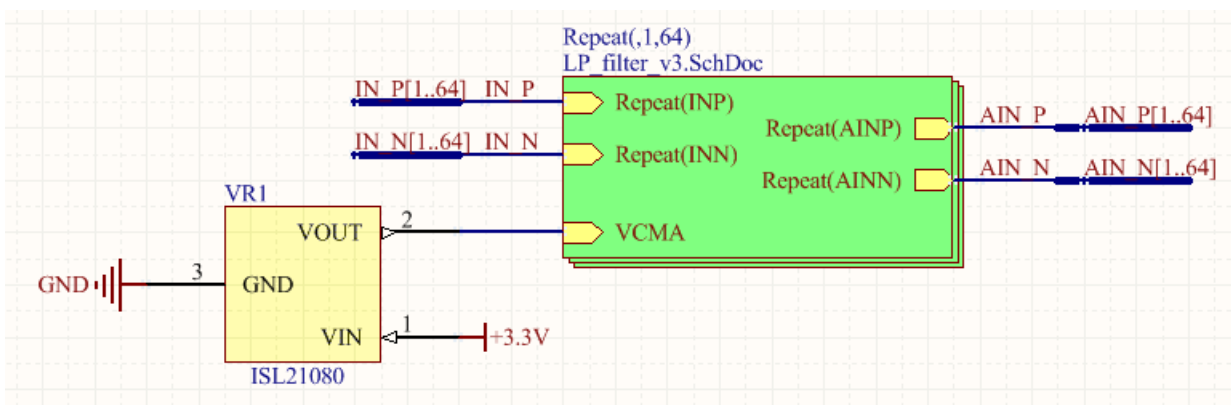 Repeat(,1,64)
LP_filter_v3.SchDoc
IN_P[1..64] IN_P
Repeat(INP)
AIN_P AIN_P[1..64]
Repeat(AINP)
IN_N[1..64] IN_N
Repeat(INN)
AIN_N AIN_N[1..64]
Repeat(AINN)
VR1
VOUT 2
VCMA
GND 3 GND
VIN 1 +3.3V
ISL21080